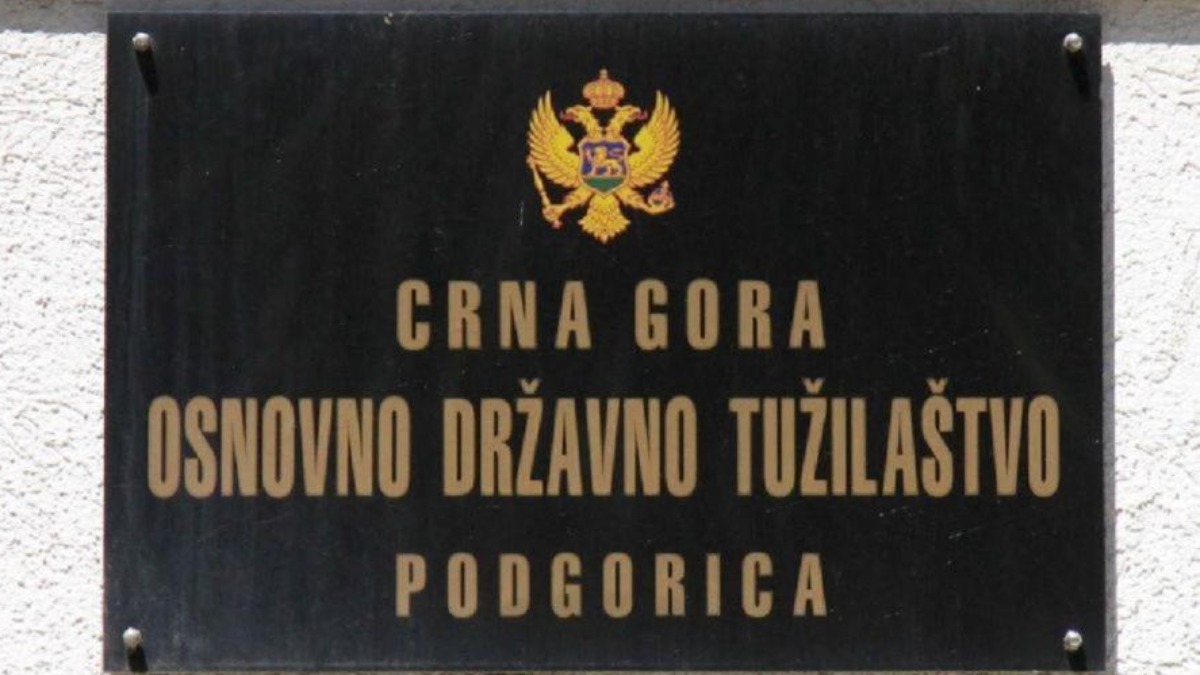 CRNA GORA
OSNOVNO DRŽAVNO TUŽILAŠTVO
PODGORICA